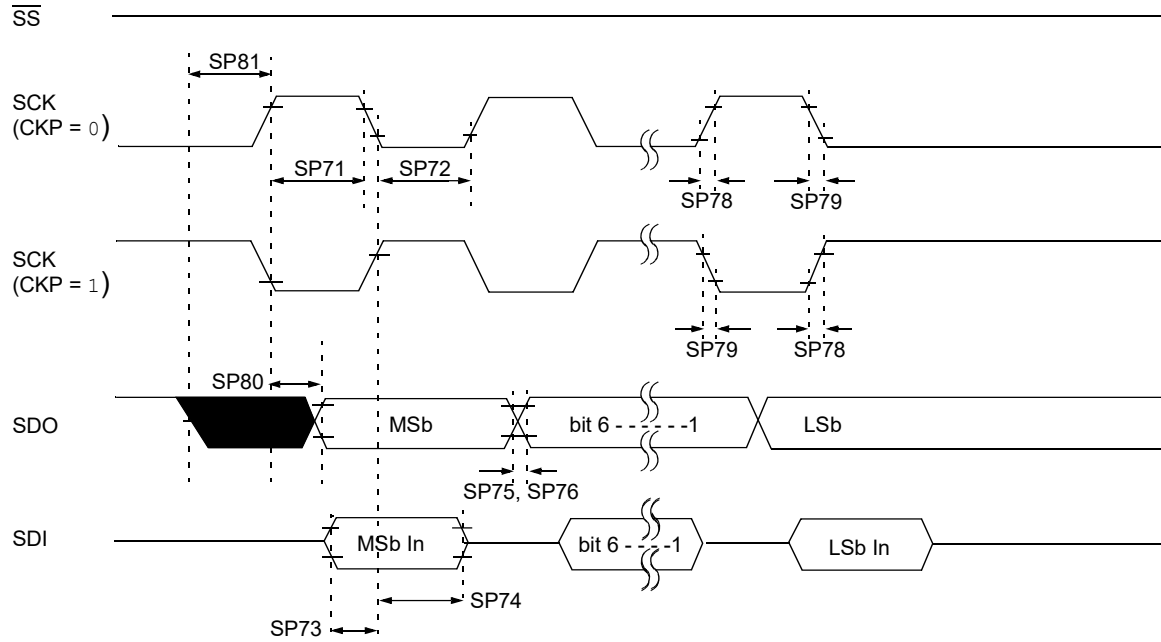 SS
SP81
SCK
(CKP = 0)
SP71
SP72
SP78
SP79
SCK
(CKP = 1)
SP79
SP78
SP80
SDO
MSb
bit 6 - - - - - -1
LSb
SP75, SP76
SDI
MSb In
bit 6 - - - - -1
LSb In
SP74
SP73